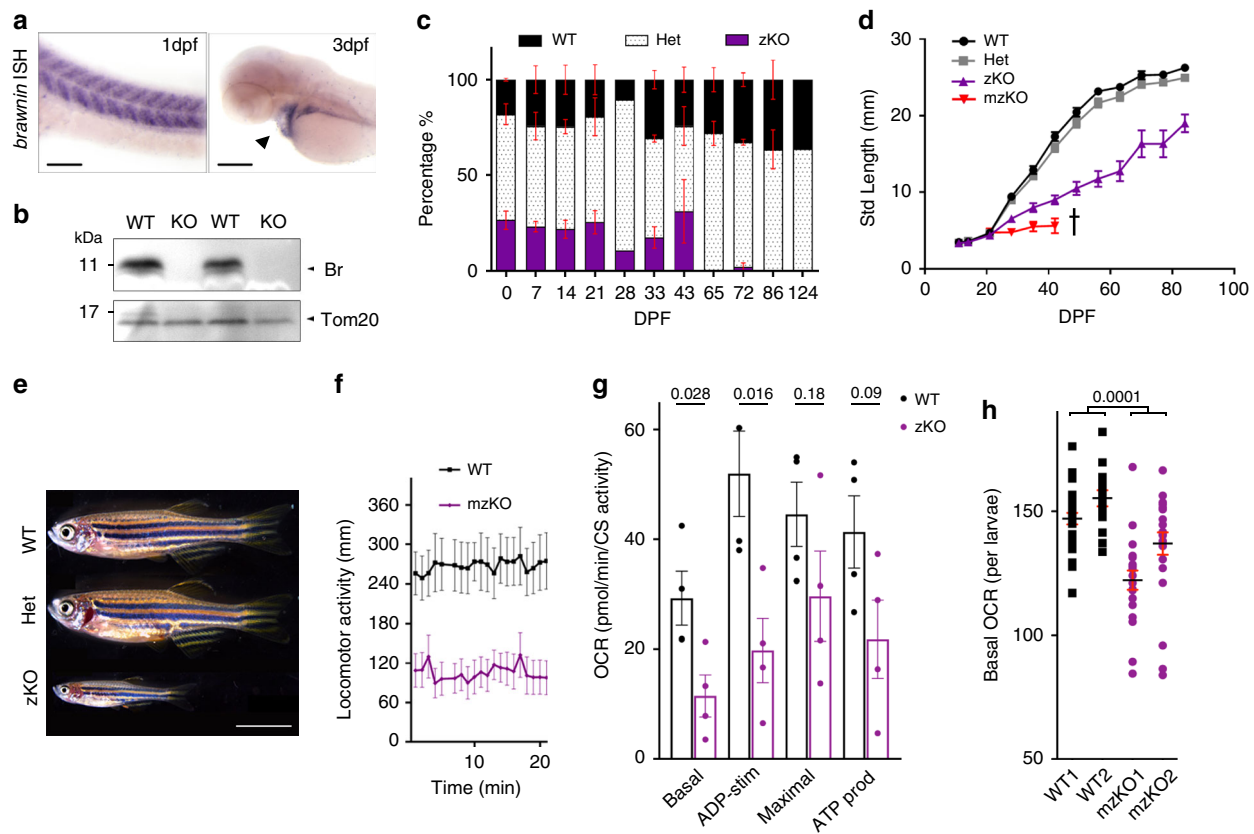 a
brawnin ISH
1dpf
3dpf
b
WT KO WT KO
kDa
11
Br
17
Tom20
c
WT Het zKO
Percentage %
100
50
0
0 7 14 21 28 33 43 65 72 86 124
DPF
d
WT
Het
zKO
mzKO
Std Length (mm)
30
20
10
0
†
0 20 40 60 80 100
DPF
e
WT
Het
zKO
f
WT
mzKO
Locomotor activity (mm)
360
300
240
180
120
60
0
10 20
Time (min)
g
0.028 0.016 0.18 0.09
WT
zKO
OCR (pmol/min/CS activity)
60
40
20
0
Basal ADP-stim Maximal ATP prod
h
0.0001
Basal OCR (per larvae)
150
100
50
WT1 WT2 mzKO1 mzKO2